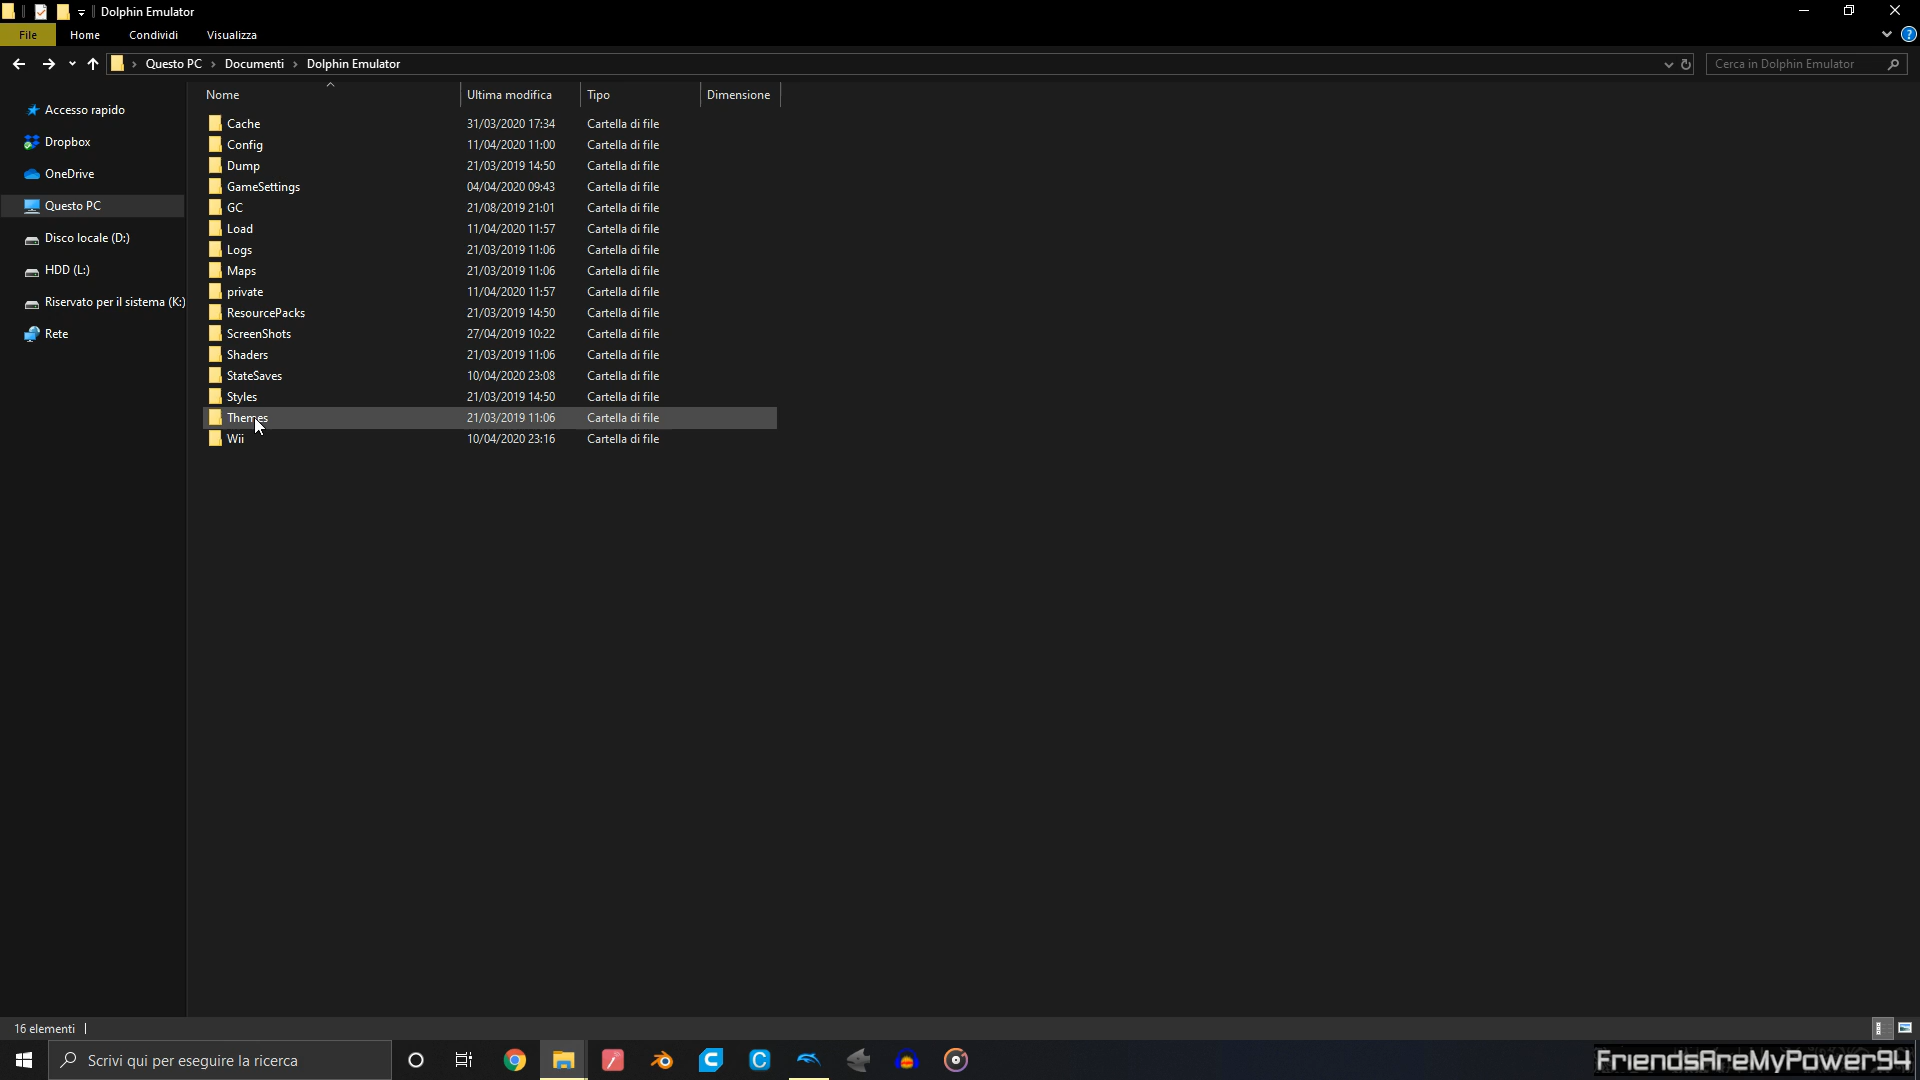 Dolphin Emulator
File Home Condividi Visualizza
Questo PC > Documenti > Dolphin Emulator
Cerca in Dolphin Emulator
Nome Ultima modifica Tipo Dimensione
Accesso rapido
Dropbox
OneDrive
Questo PC
Disco locale (D:)
HDD (L:)
Riservato per il sistema (K:)
Rete
Cache 31/03/2020 17:34 Cartella di file
Config 11/04/2020 11:00 Cartella di file
Dump 21/03/2019 14:50 Cartella di file
GameSettings 04/04/2020 09:43 Cartella di file
GC 21/08/2019 21:01 Cartella di file
Load 11/04/2020 11:57 Cartella di file
Logs 21/03/2019 11:06 Cartella di file
Maps 21/03/2019 11:06 Cartella di file
private 11/04/2020 11:57 Cartella di file
ResourcePacks 21/03/2019 14:50 Cartella di file
ScreenShots 27/04/2019 10:22 Cartella di file
Shaders 21/03/2019 11:06 Cartella di file
StateSaves 10/04/2020 23:08 Cartella di file
Styles 21/03/2019 14:50 Cartella di file
Themes 21/03/2019 11:06 Cartella di file
Wii 10/04/2020 23:16 Cartella di file
16 elementi
Scrivi qui per eseguire la ricerca
FriendsAreMyPower94